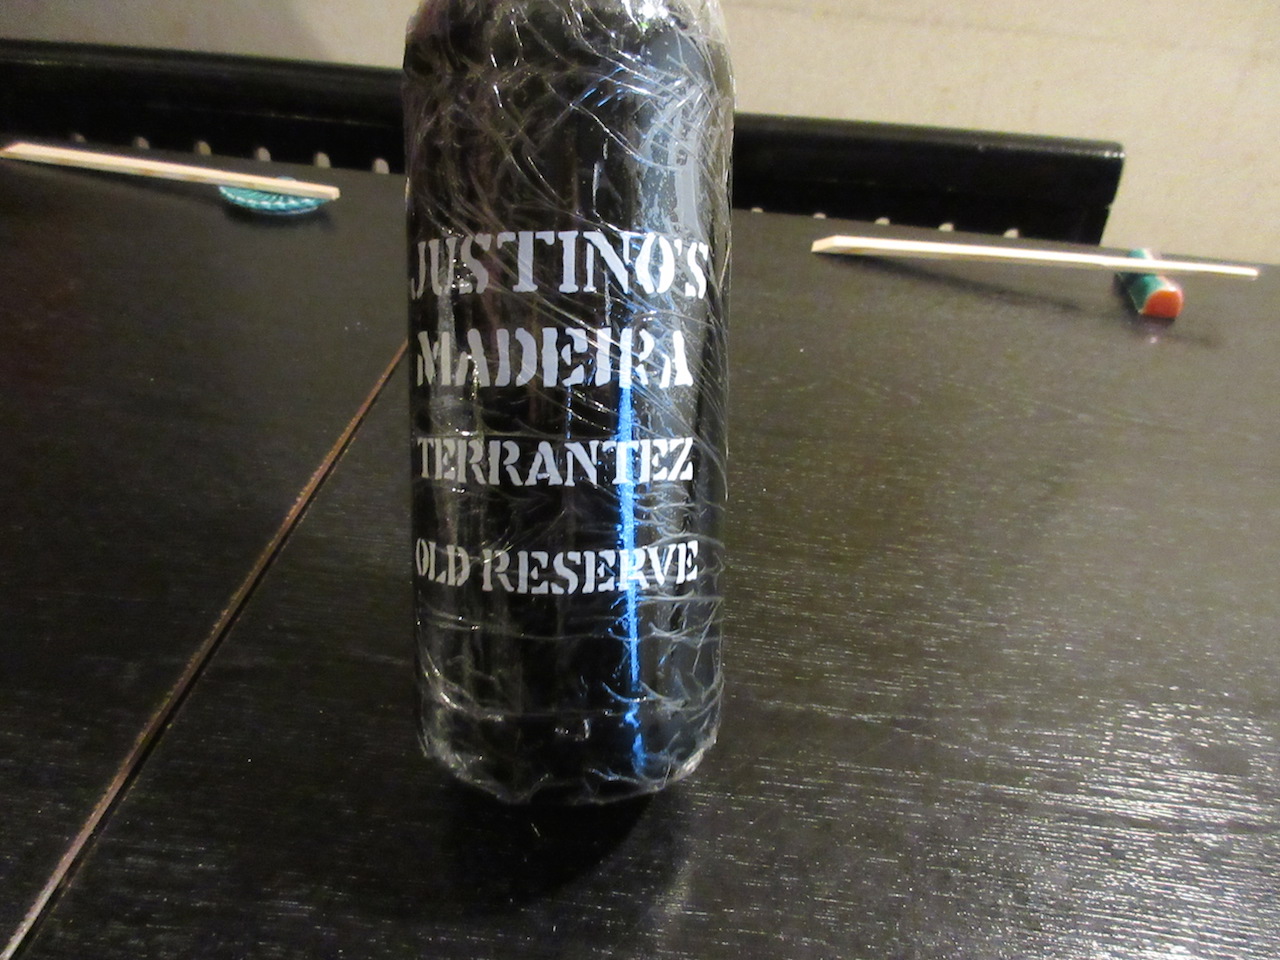 JUSTINO'S
MADEIRA
TERRANTEZ
OLD RESERVE